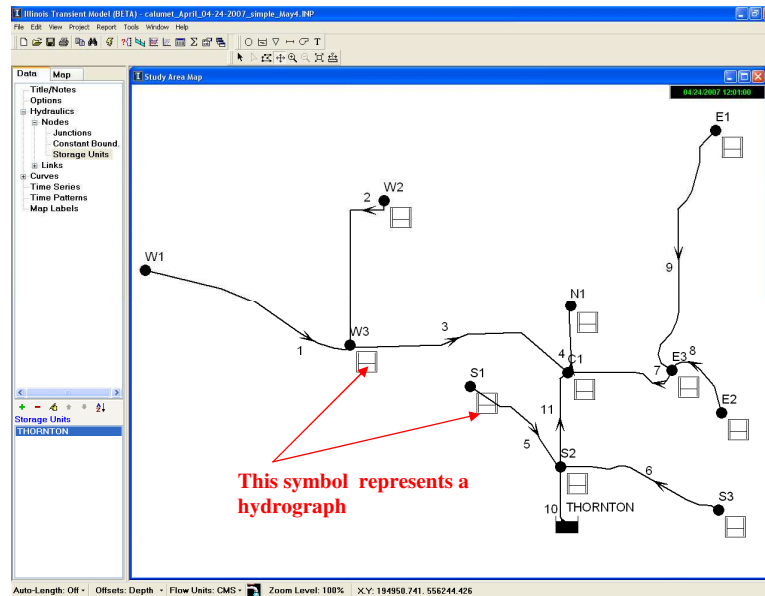 Illinois Transient Model (BETA) - calumet_April_04-24-2007_simple_May4.INP
File Edit View Project Report Tools Window Help
Data Map
Title/Notes
Options
Hydraulics
Nodes
Junctions
Constant Bound.
Storage Units
Links
Curves
Time Series
Time Patterns
Map Labels
Storage Units
THORNTON
Study Area Map
04/24/2007 12:01:00
E1
W2
2
W1
9
N1
W3
3
1
4
C1
E3
8
7
S1
E2
11
5
S2
6
S3
10
THORNTON
This symbol represents a
hydrograph
Auto-Length: Off Offsets: Depth Flow Units: CMS Zoom Level: 100% X,Y: 194950.741, 556244.426